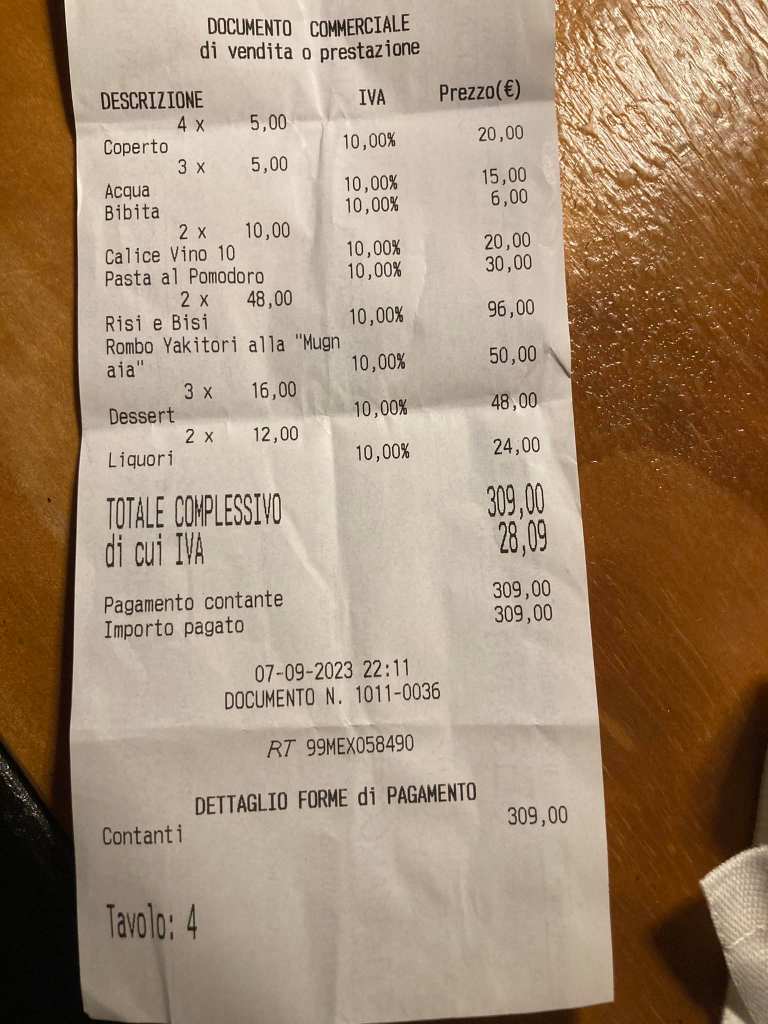 DOCUMENTO COMMERCIALE
di vendita o prestazione
DESCRIZIONE IVA Prezzo(€)
4 x 5,00
Coperto 10,00% 20,00
3 x 5,00
Acqua 10,00% 15,00
Bibita 10,00% 6,00
2 x 10,00
Calice Vino 10 10,00% 20,00
Pasta al Pomodoro 10,00% 30,00
2 x 48,00
Risi e Bisi 10,00% 96,00
Rombo Yakitori alla "Mugn
aia" 10,00% 50,00
3 x 16,00
Dessert 10,00% 48,00
2 x 12,00
Liquori 10,00% 24,00
TOTALE COMPLESSIVO 309,00
di cui IVA 28,09
Pagamento contante 309,00
Importo pagato 309,00
07-09-2023 22:11
DOCUMENTO N. 1011-0036
RT 99MEX058490
DETTAGLIO FORME di PAGAMENTO
Contanti 309,00
Tavolo: 4